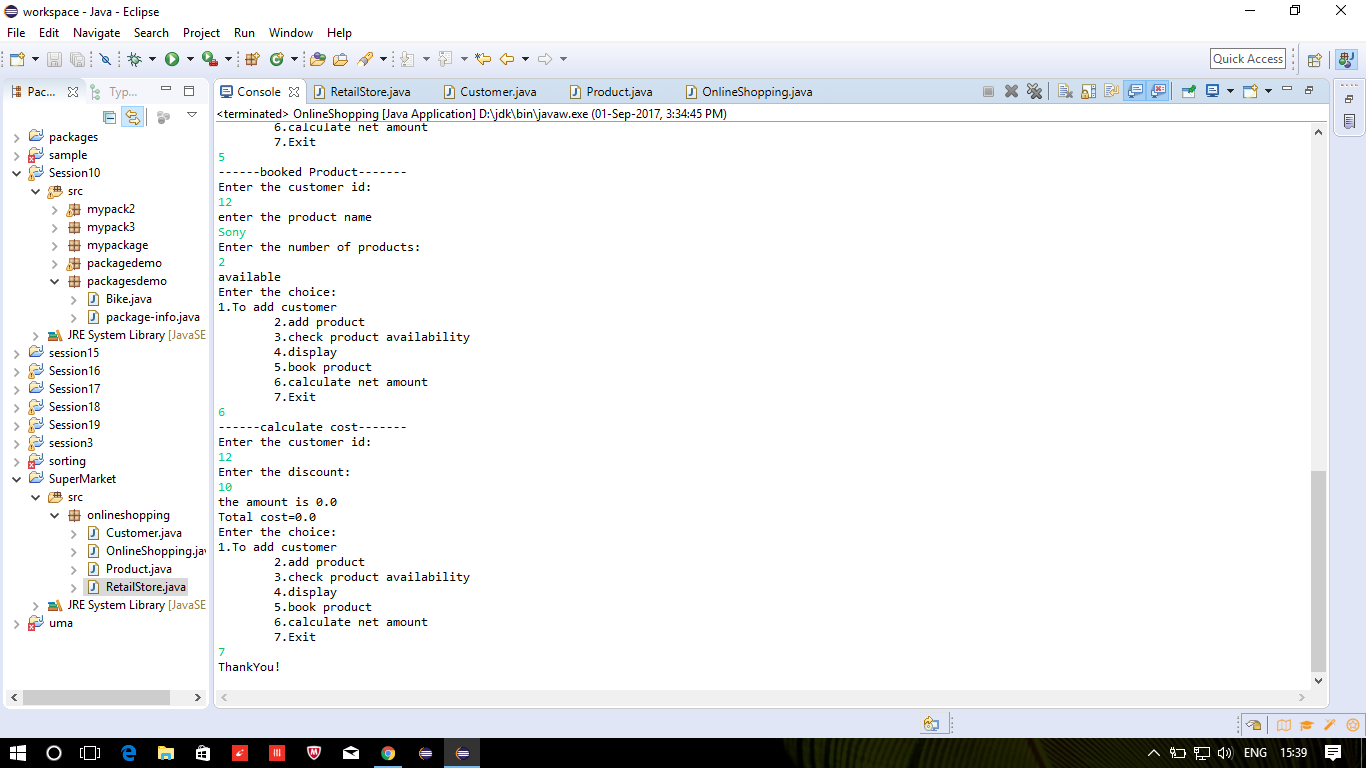 workspace - Java - Eclipse
File Edit Navigate Search Project Run Window Help
Quick Access
Pac... Typ...
packages
sample
Session10
src
mypack2
mypack3
mypackage
packagedemo
packagesdemo
Bike.java
package-info.java
JRE System Library [JavaSE
session15
Session16
Session17
Session18
Session19
session3
sorting
SuperMarket
src
onlineshopping
Customer.java
OnlineShopping.jav
Product.java
RetailStore.java
JRE System Library [JavaSE
uma
Console RetailStore.java Customer.java Product.java OnlineShopping.java
<terminated> OnlineShopping [Java Application] D:\jdk\bin\javaw.exe (01-Sep-2017, 3:34:45 PM)
6.calculate net amount
7.Exit
5
------booked Product-------
Enter the customer id:
12
enter the product name
Sony
Enter the number of products:
2
available
Enter the choice:
1.To add customer
2.add product
3.check product availability
4.display
5.book product
6.calculate net amount
7.Exit
6
------calculate cost-------
Enter the customer id:
12
Enter the discount:
10
the amount is 0.0
Total cost=0.0
Enter the choice:
1.To add customer
2.add product
3.check product availability
4.display
5.book product
6.calculate net amount
7.Exit
7
ThankYou!
ENG 15:39